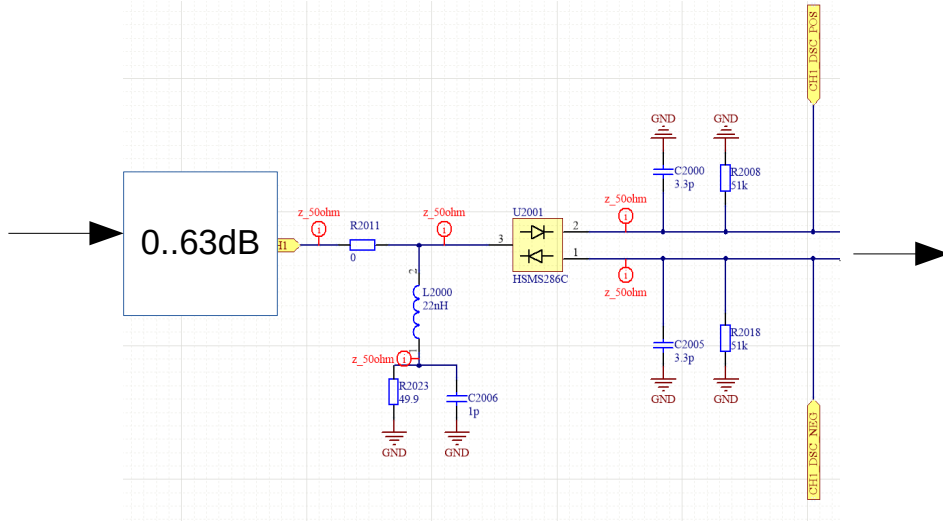 CH1_DSC_POS
GND
GND
C2000
3.3p
R2008
51k
z_50ohm
z_50ohm
z_50ohm
R2011
0
U2001
2
3
1
HSMS286C
z_50ohm
0..63dB
H1
2
L2000
22nH
1
z_50ohm
R2023
49.9
C2006
1p
GND
GND
C2005
3.3p
R2018
51k
GND
GND
CH1_DSC_NEG
i
i
i
i
i